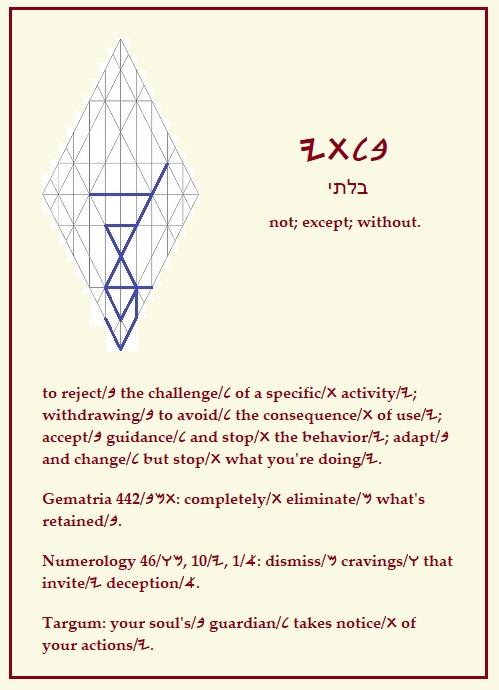 𐤁𐤋𐤕𐤉
בלתי
not; except; without.
to reject/𐤁 the challenge/𐤋 of a specific/𐤕 activity/𐤉;
withdrawing/𐤁 to avoid/𐤋 the consequence/𐤕 of use/𐤉;
accept/𐤁 guidance/𐤋 and stop/𐤕 the behavior/𐤉; adapt/𐤁
and change/𐤋 but stop/𐤕 what you're doing/𐤉.
Gematria 442/𐤕𐤌𐤁: completely/𐤕 eliminate/𐤌 what's
retained/𐤁.
Numerology 46/𐤌𐤅, 10/𐤉, 1/𐤀: dismiss/𐤌 cravings/𐤅 that
invite/𐤉 deception/𐤀.
Targum: your soul's/𐤁 guardian/𐤋 takes notice/𐤕 of
your actions/𐤉.